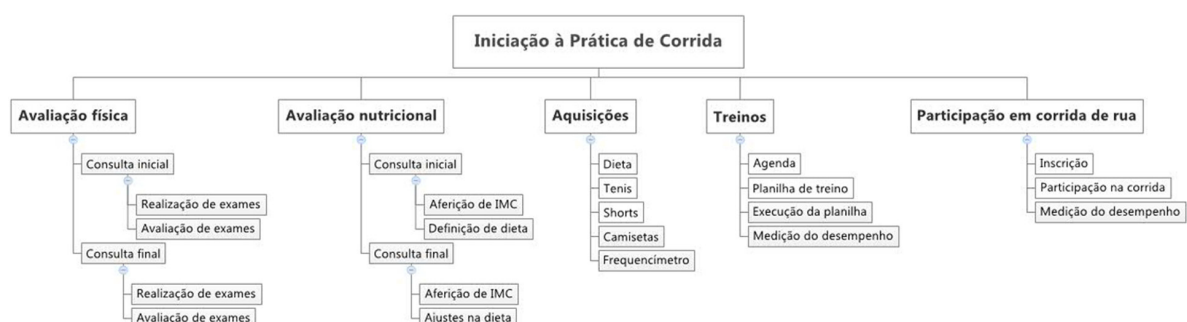 Iniciação à Prática de Corrida
Avaliação física
Consulta inicial
Realização de exames
Avaliação de exames
Consulta final
Realização de exames
Avaliação de exames
Avaliação nutricional
Consulta inicial
Aferição de IMC
Definição de dieta
Consulta final
Aferição de IMC
Ajustes na dieta
Aquisições
Dieta
Tenis
Shorts
Camisetas
Frequencímetro
Treinos
Agenda
Planilha de treino
Execução da planilha
Medição do desempenho
Participação em corrida de rua
Inscrição
Participação na corrida
Medição do desempenho